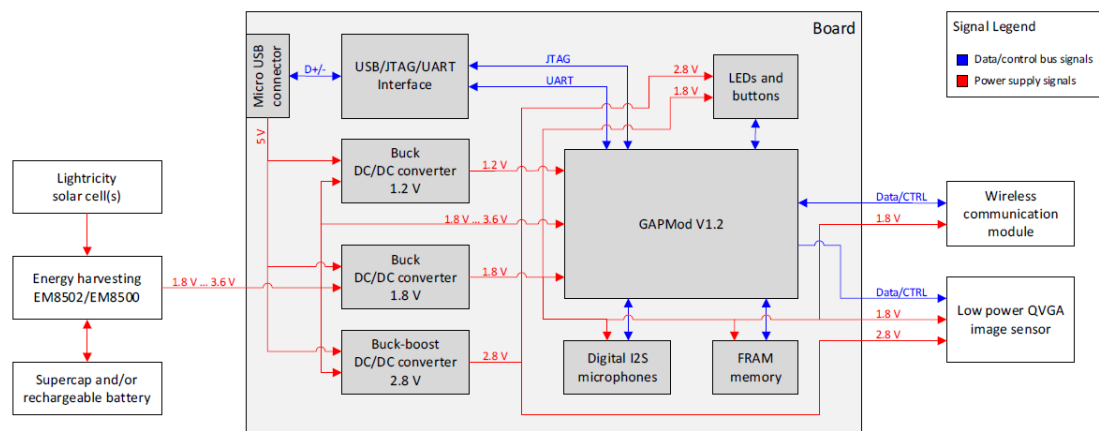 Board
Signal Legend
Data/control bus signals
Power supply signals
Micro USB
connector
D+/-
USB/JTAG/UART
Interface
JTAG
UART
2.8 V
1.8 V
LEDs and
buttons
5 V
Buck
DC/DC converter
1.2 V
1.2 V
Lightricity
solar cell(s)
GAPMod V1.2
Data/CTRL
1.8 V
Wireless
communication
module
1.8 V ... 3.6 V
Energy harvesting
EM8502/EM8500
1.8 V ... 3.6 V
Buck
DC/DC converter
1.8 V
1.8 V
Data/CTRL
1.8 V
2.8 V
Low power QVGA
image sensor
Buck-boost
DC/DC converter
2.8 V
2.8 V
Digital I2S
microphones
FRAM
memory
Supercap and/or
rechargeable battery